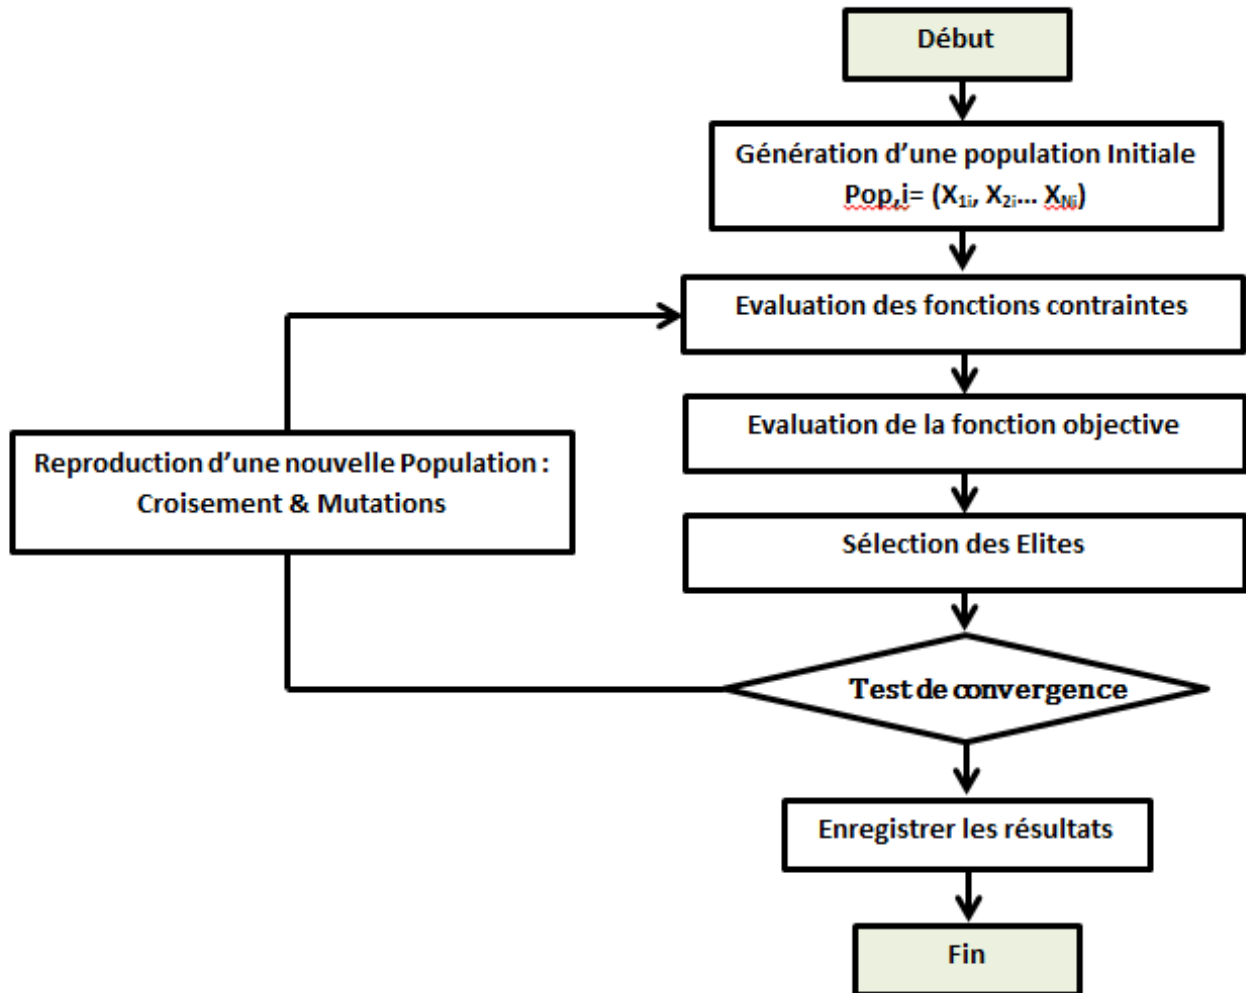 Début
Génération d’une population Initiale
Pop,i= (X₁ᵢ, X₂ᵢ... X_Nᵢ)
Evaluation des fonctions contraintes
Evaluation de la fonction objective
Reproduction d’une nouvelle Population :
Croisement & Mutations
Sélection des Elites
Test de convergence
Enregistrer les résultats
Fin